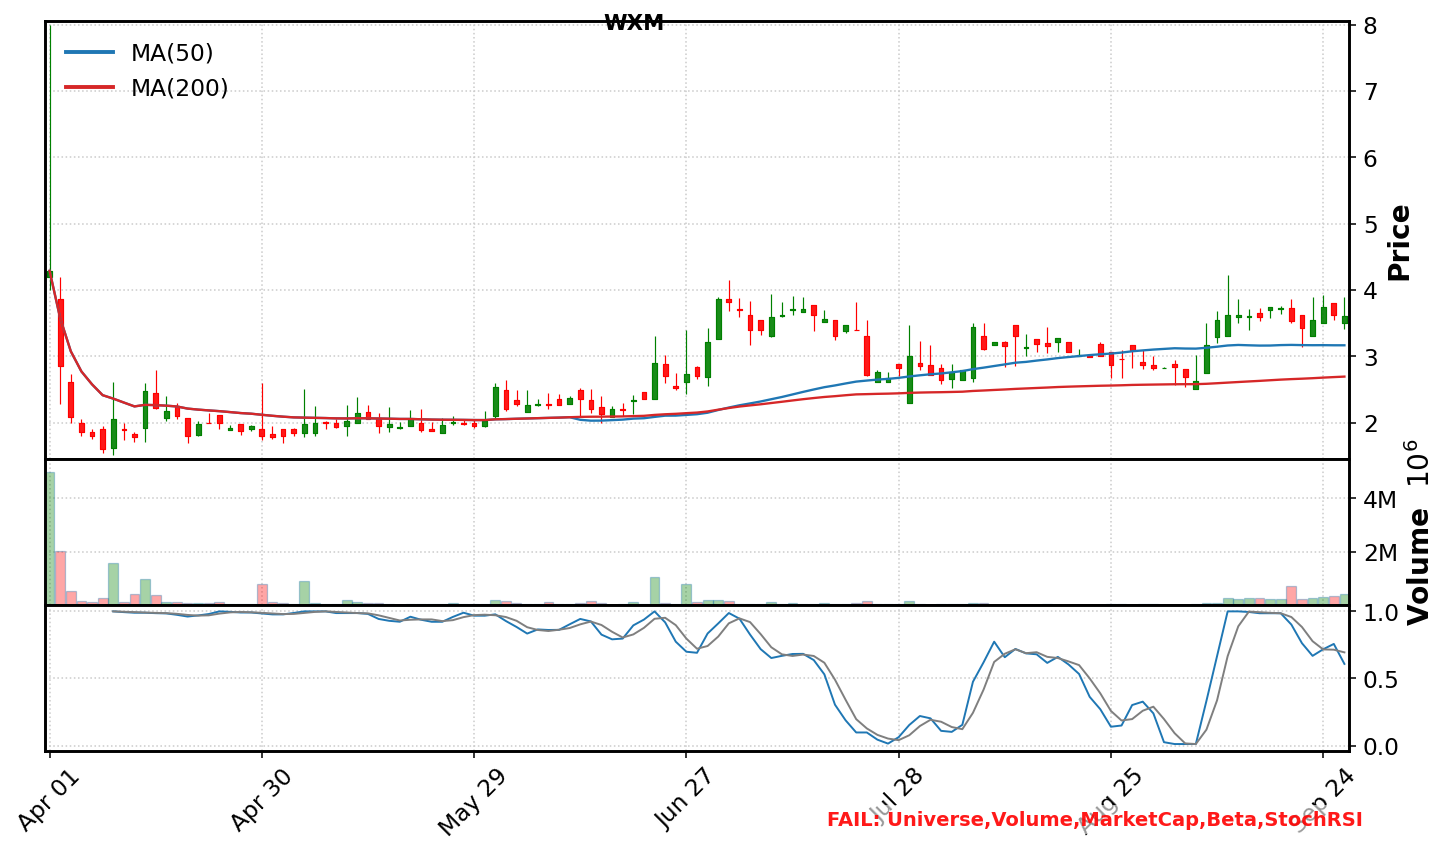 WXM
MA(50)
MA(200)
8
7
6
5
4
3
2
Price
4M
2M
Volume 10^6
1.0
0.5
0.0
Apr 01
Apr 30
May 29
Jun 27
Jul 28
Aug 25
Sep 24
FAIL: Universe,Volume,MarketCap,Beta,StochRSI